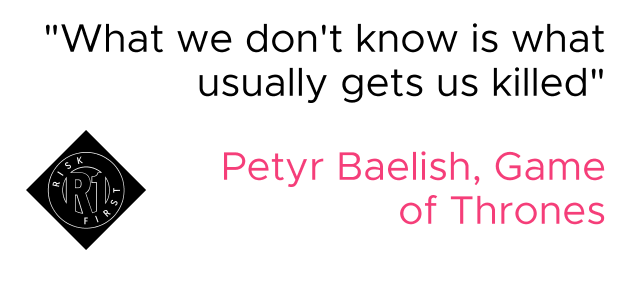 "What we don't know is what
usually gets us killed"
Petyr Baelish, Game
of Thrones
RISK
R1
FIRST